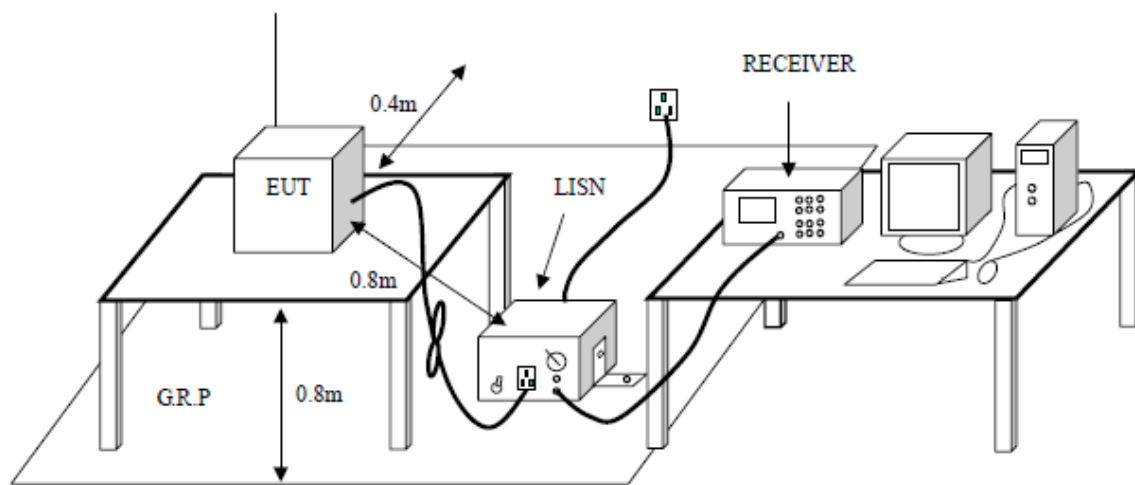 RECEIVER
0.4m
EUT
LISN
0.8m
G.R.P
0.8m